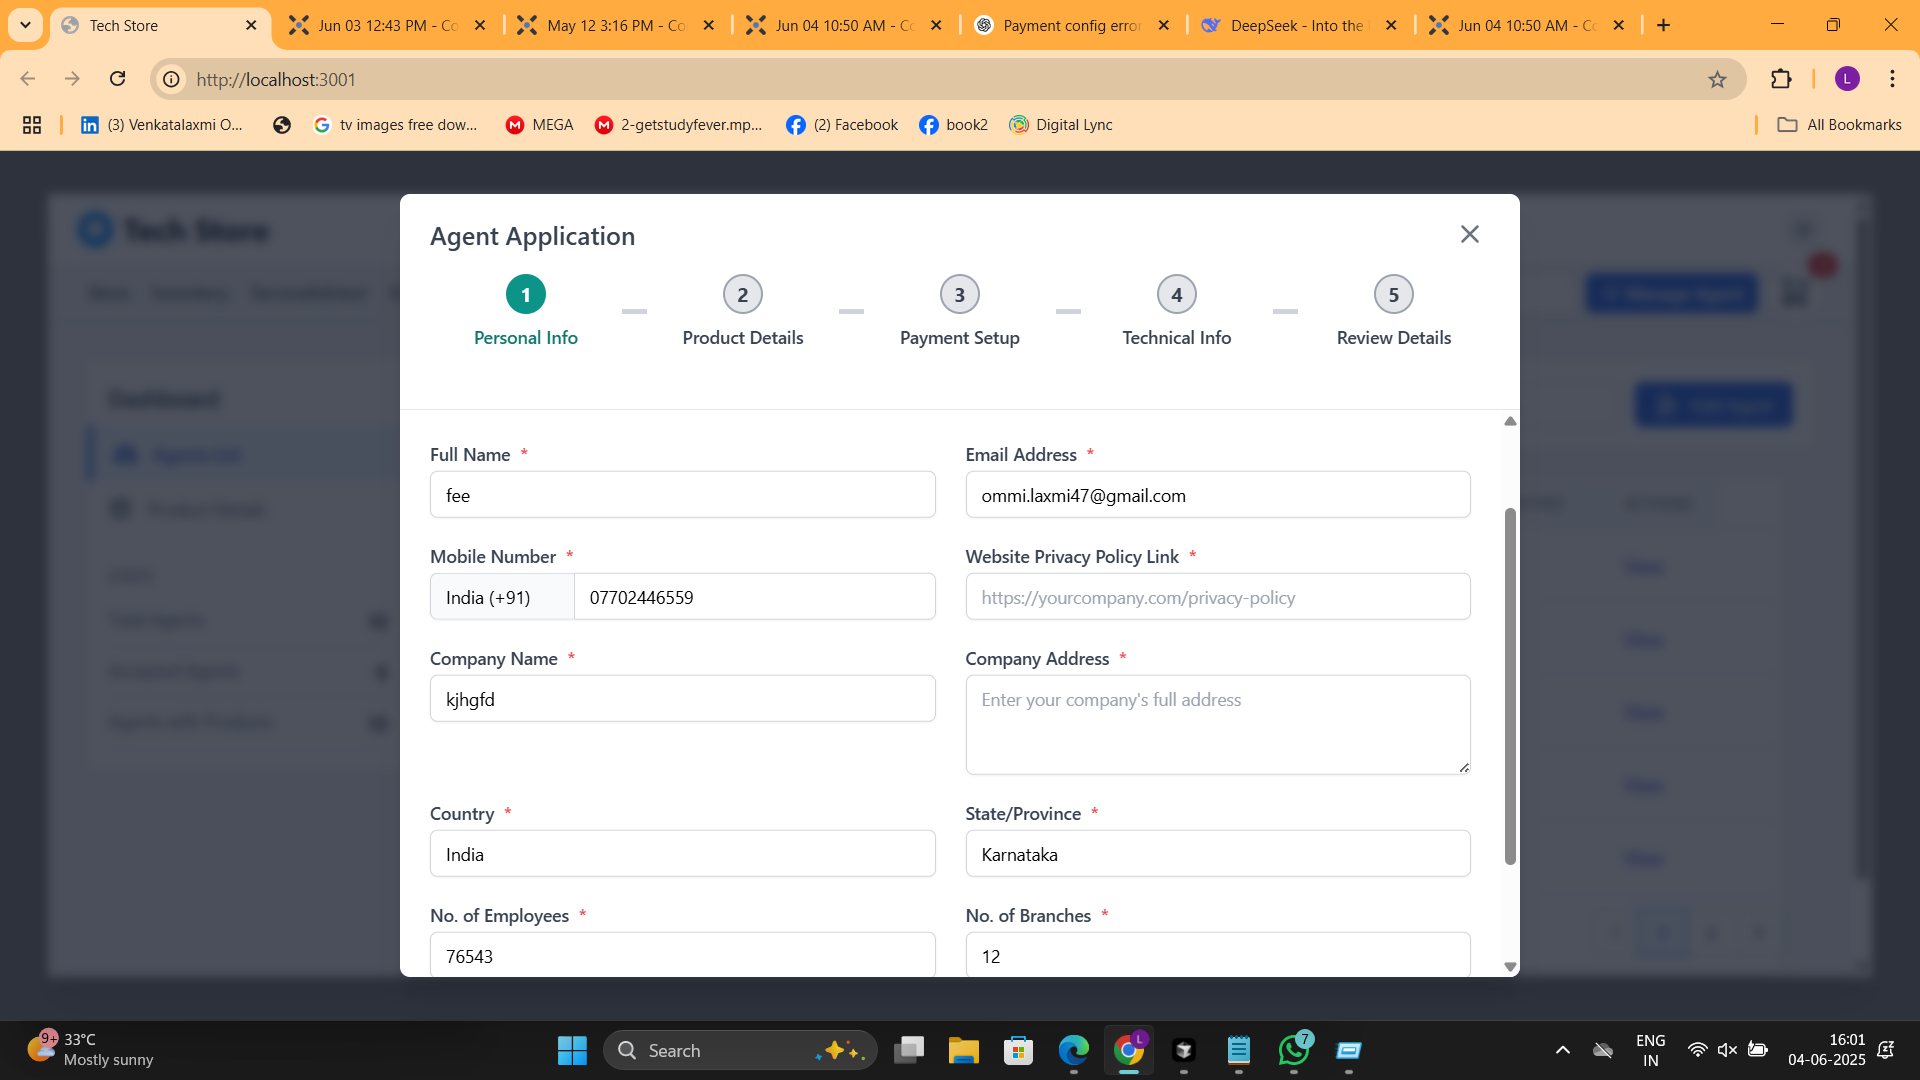 Tech Store
Jun 03 12:43 PM - Co
May 12 3:16 PM - Co
Jun 04 10:50 AM - Co
Payment config error
DeepSeek - Into the
Jun 04 10:50 AM - Co
http://localhost:3001
L
(3) Venkatalaxmi O...
tv images free dow...
MEGA
2-getstudyfever.mp...
(2) Facebook
book2
Digital Lync
All Bookmarks
Tech Store
Dashboard
Agent Application
1
2
3
4
5
Personal Info
Product Details
Payment Setup
Technical Info
Review Details
Full Name *
Email Address *
fee
ommi.laxmi47@gmail.com
Mobile Number *
Website Privacy Policy Link *
India (+91)
07702446559
https://yourcompany.com/privacy-policy
Company Name *
Company Address *
kjhgfd
Enter your company's full address
Country *
State/Province *
India
Karnataka
No. of Employees *
No. of Branches *
76543
12
9+
33°C
Mostly sunny
Search
L
7
ENG
IN
16:01
04-06-2025